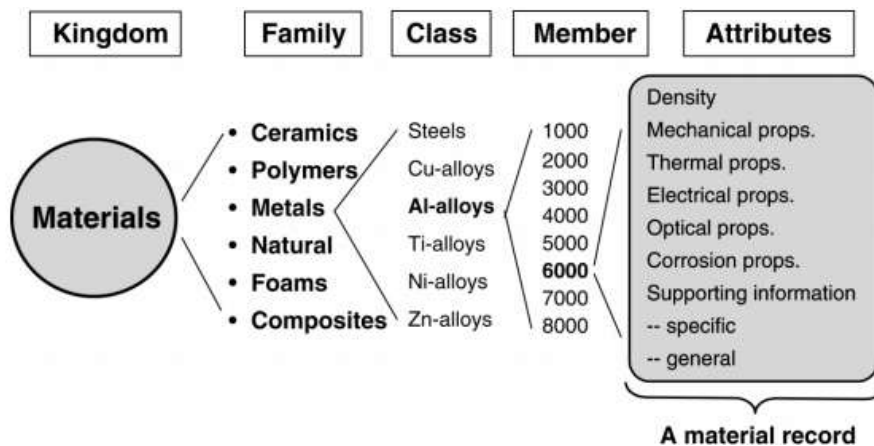 Kingdom
Family
Class
Member
Attributes
Materials
• Ceramics
• Polymers
• Metals
• Natural
• Foams
• Composites
Steels
Cu-alloys
Al-alloys
Ti-alloys
Ni-alloys
Zn-alloys
1000
2000
3000
4000
5000
6000
7000
8000
Density
Mechanical props.
Thermal props.
Electrical props.
Optical props.
Corrosion props.
Supporting information
-- specific
-- general
A material record